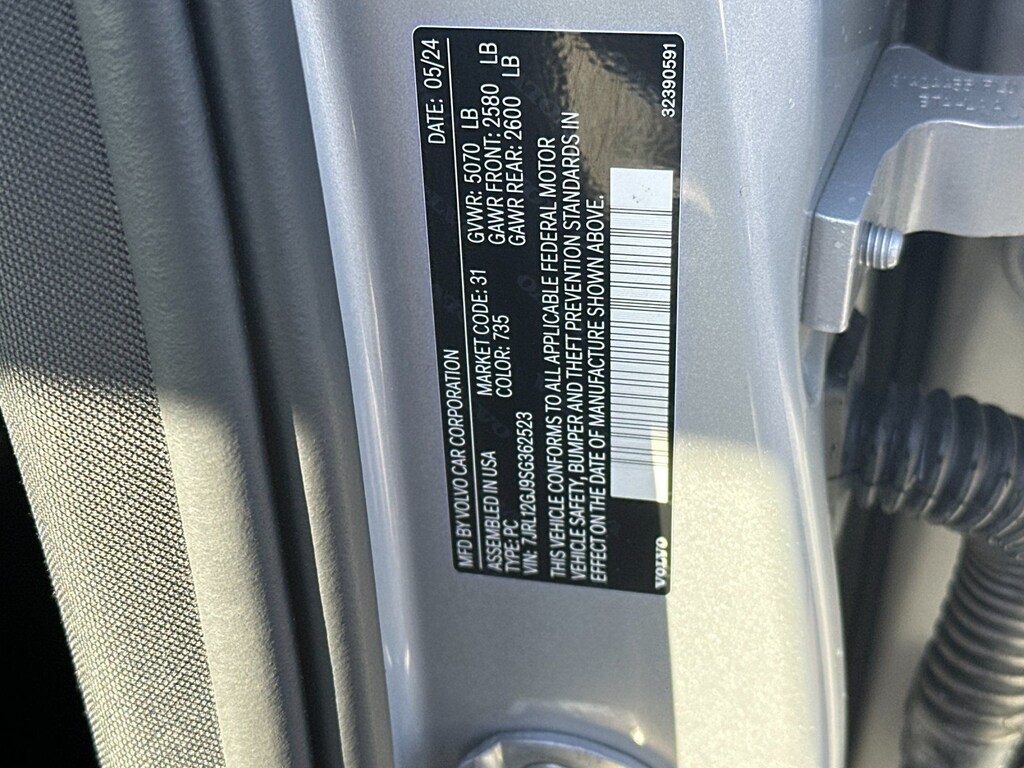 DATE: 05/24
MFD BY VOLVO CAR CORPORATION
GVWR: 5070 LB
GAWR FRONT: 2580 LB
GAWR REAR: 2600 LB
ASSEMBLED IN USA
MARKET CODE: 31
TYPE: PC
COLOR: 735
VIN: 7JRL12GJ9SG362523
THIS VEHICLE CONFORMS TO ALL APPLICABLE FEDERAL MOTOR
VEHICLE SAFETY, BUMPER AND THEFT PREVENTION STANDARDS IN
EFFECT ON THE DATE OF MANUFACTURE SHOWN ABOVE.
VOLVO
32390591